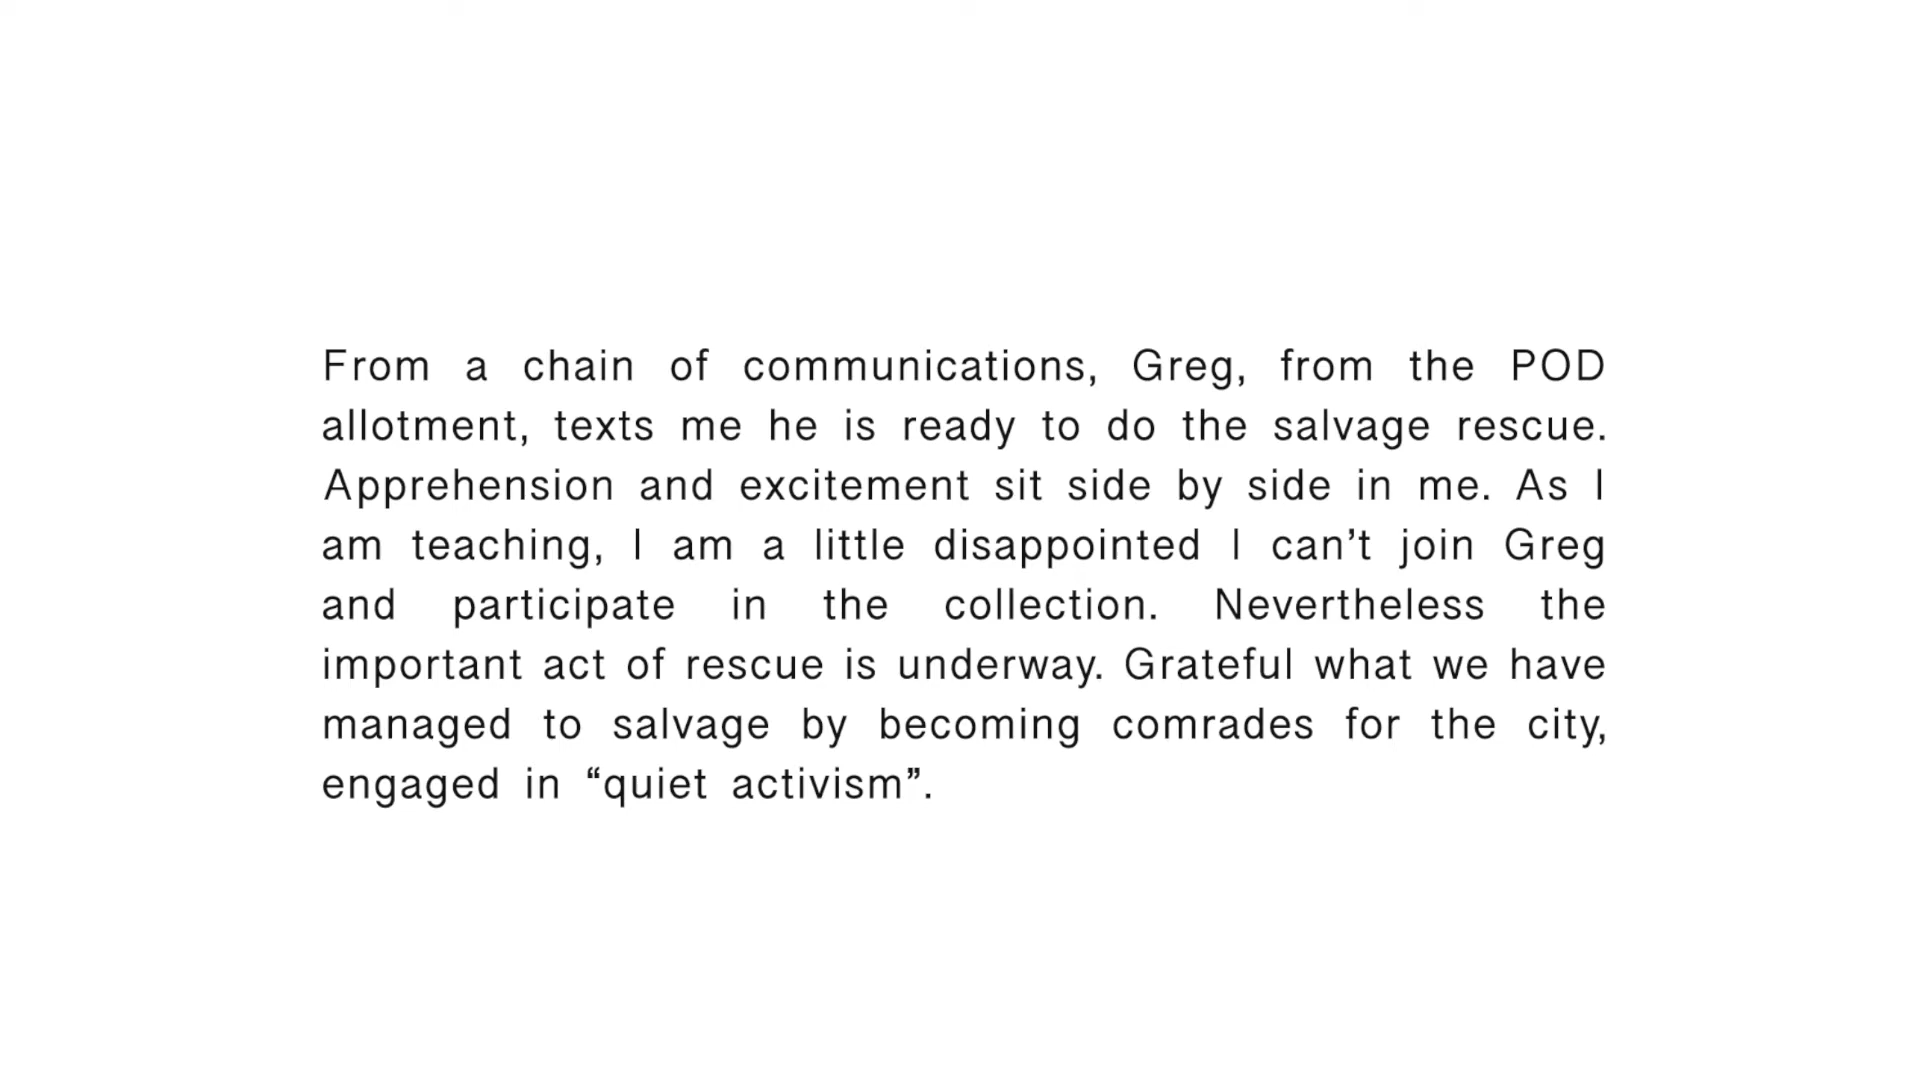 From a chain of communications, Greg, from the POD
allotment, texts me he is ready to do the salvage rescue.
Apprehension and excitement sit side by side in me. As I
am teaching, I am a little disappointed I can’t join Greg
and participate in the collection. Nevertheless the
important act of rescue is underway. Grateful what we have
managed to salvage by becoming comrades for the city,
engaged in “quiet activism”.